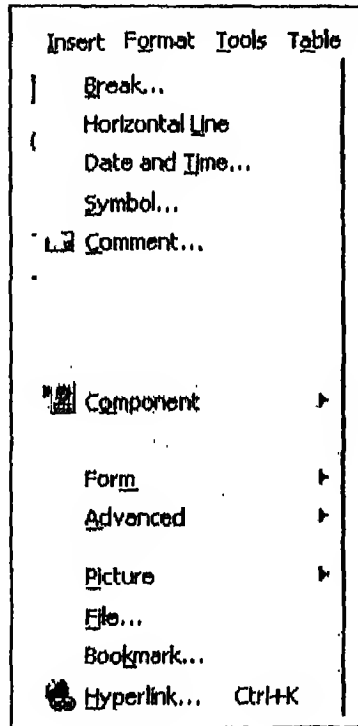 Insert Format Tools Table
Break...
Horizontal Line
Date and Time...
Symbol...
Comment...
Component
Form
Advanced
Picture
File...
Bookmark...
Hyperlink... Ctrl+K